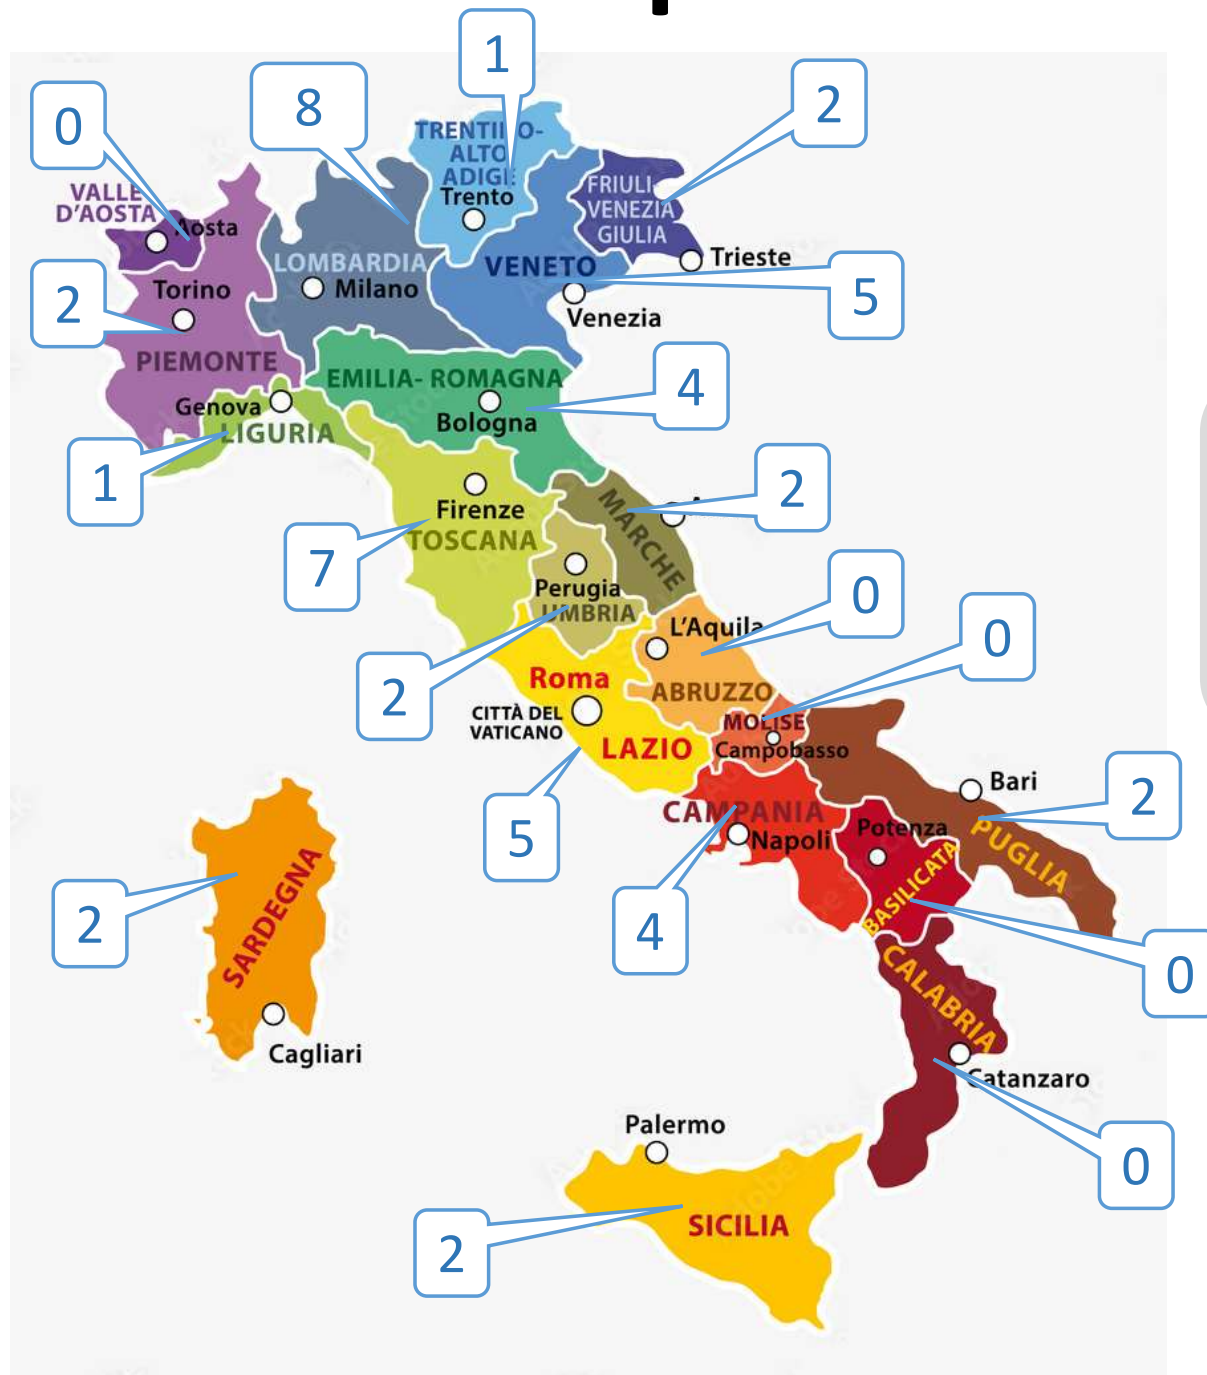 1
8
2
0
TRENTINO-
ALTO
ADIGE
Trento
FRIULI-
VENEZIA
GIULIA
VALLE
D'AOSTA
Aosta
LOMBARDIA
Milano
VENETO
Trieste
5
Venezia
Torino
2
PIEMONTE
EMILIA- ROMAGNA
Bologna
4
Genova
LIGURIA
1
Firenze
TOSCANA
7
MARCHE
2
Perugia
UMBRIA
2
0
L'Aquila
ABRUZZO
0
MOLISE
Campobasso
Roma
CITTÀ DEL
VATICANO
LAZIO
5
CAMPANIA
Napoli
4
Bari
PUGLIA
2
Potenza
BASILICATA
0
SARDEGNA
2
Cagliari
CALABRIA
Catanzaro
0
Palermo
SICILIA
2